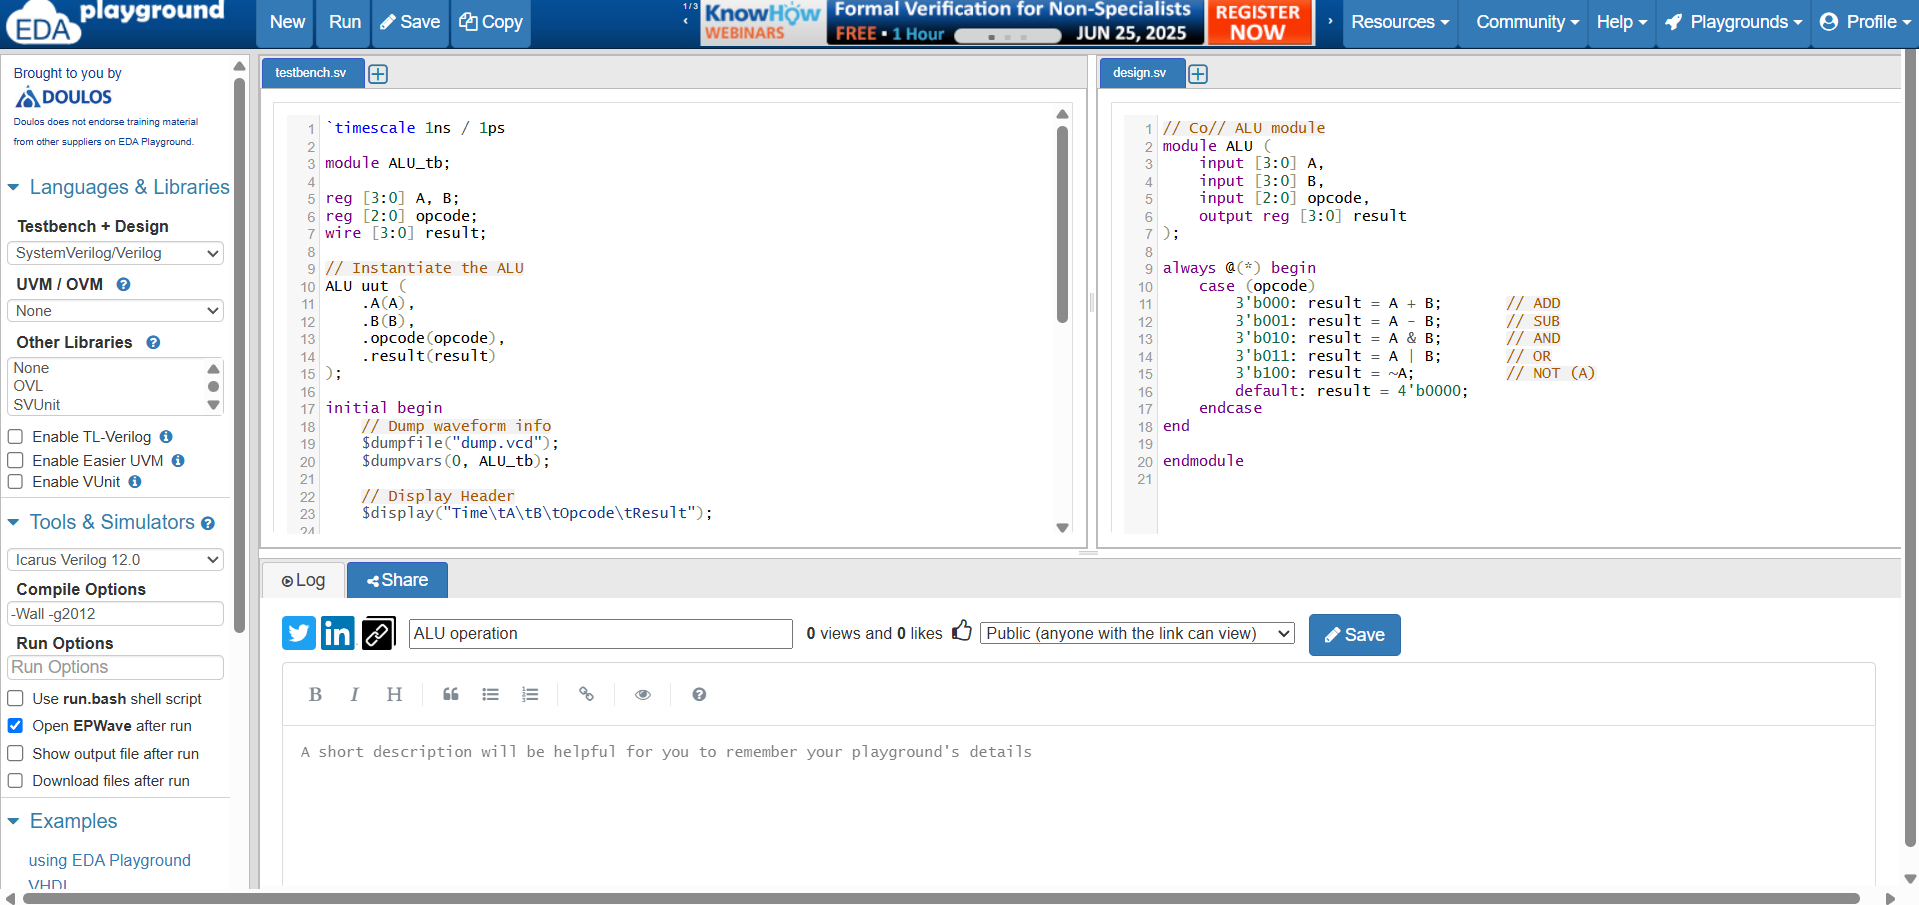 EDA playground
New
Run
Save
Copy
1/3
‹
KNOWHOW
WEBINARS
Formal Verification for Non-Specialists
FREE ▪ 1 Hour
JUN 25, 2025
REGISTER
NOW
›
Resources
Community
Help
Playgrounds
Profile
Brought to you by
DOULOS
Doulos does not endorse training material
from other suppliers on EDA Playground.
Languages & Libraries
Testbench + Design
SystemVerilog/Verilog
UVM / OVM ?
None
Other Libraries ?
None
OVL
SVUnit
Enable TL-Verilog
Enable Easier UVM
Enable VUnit
Tools & Simulators ?
Icarus Verilog 12.0
Compile Options
-Wall -g2012
Run Options
Run Options
Use run.bash shell script
Open EPWave after run
Show output file after run
Download files after run
Examples
using EDA Playground
VHDL
testbench.sv
1 `timescale 1ns / 1ps
2
3 module ALU_tb;
4
5 reg [3:0] A, B;
6 reg [2:0] opcode;
7 wire [3:0] result;
8
9 // Instantiate the ALU
10 ALU uut (
11 .A(A),
12 .B(B),
13 .opcode(opcode),
14 .result(result)
15 );
16
17 initial begin
18 // Dump waveform info
19 $dumpfile("dump.vcd");
20 $dumpvars(0, ALU_tb);
21
22 // Display Header
23 $display("Time\tA\tB\tOpcode\tResult");
24
design.sv
1 // Co// ALU module
2 module ALU (
3 input [3:0] A,
4 input [3:0] B,
5 input [2:0] opcode,
6 output reg [3:0] result
7 );
8
9 always @(*) begin
10 case (opcode)
11 3'b000: result = A + B; // ADD
12 3'b001: result = A - B; // SUB
13 3'b010: result = A & B; // AND
14 3'b011: result = A | B; // OR
15 3'b100: result = ~A; // NOT (A)
16 default: result = 4'b0000;
17 endcase
18 end
19
20 endmodule
21
Log
Share
in
ALU operation
0 views and 0 likes
Public (anyone with the link can view)
Save
B I H
A short description will be helpful for you to remember your playground's details